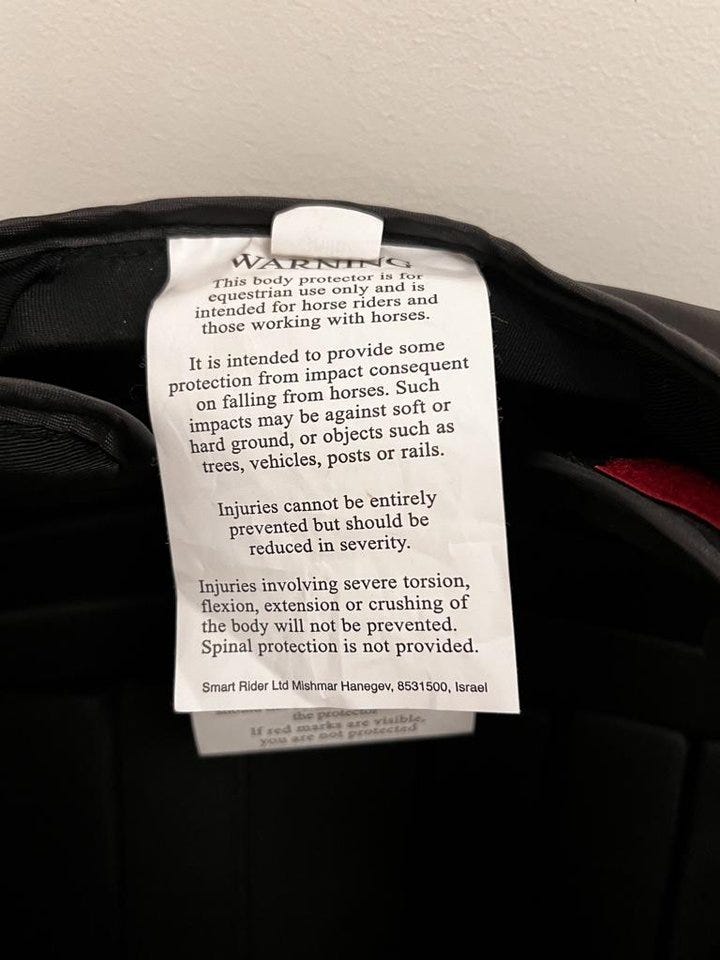 WARNING
This body protector is for
equestrian use only and is
intended for horse riders and
those working with horses.
It is intended to provide some
protection from impact consequent
on falling from horses. Such
impacts may be against soft or
hard ground, or objects such as
trees, vehicles, posts or rails.
Injuries cannot be entirely
prevented but should be
reduced in severity.
Injuries involving severe torsion,
flexion, extension or crushing of
the body will not be prevented.
Spinal protection is not provided.
Smart Rider Ltd Mishmar Hanegev, 8531500, Israel
the protector
If red marks are visible,
you are not protected